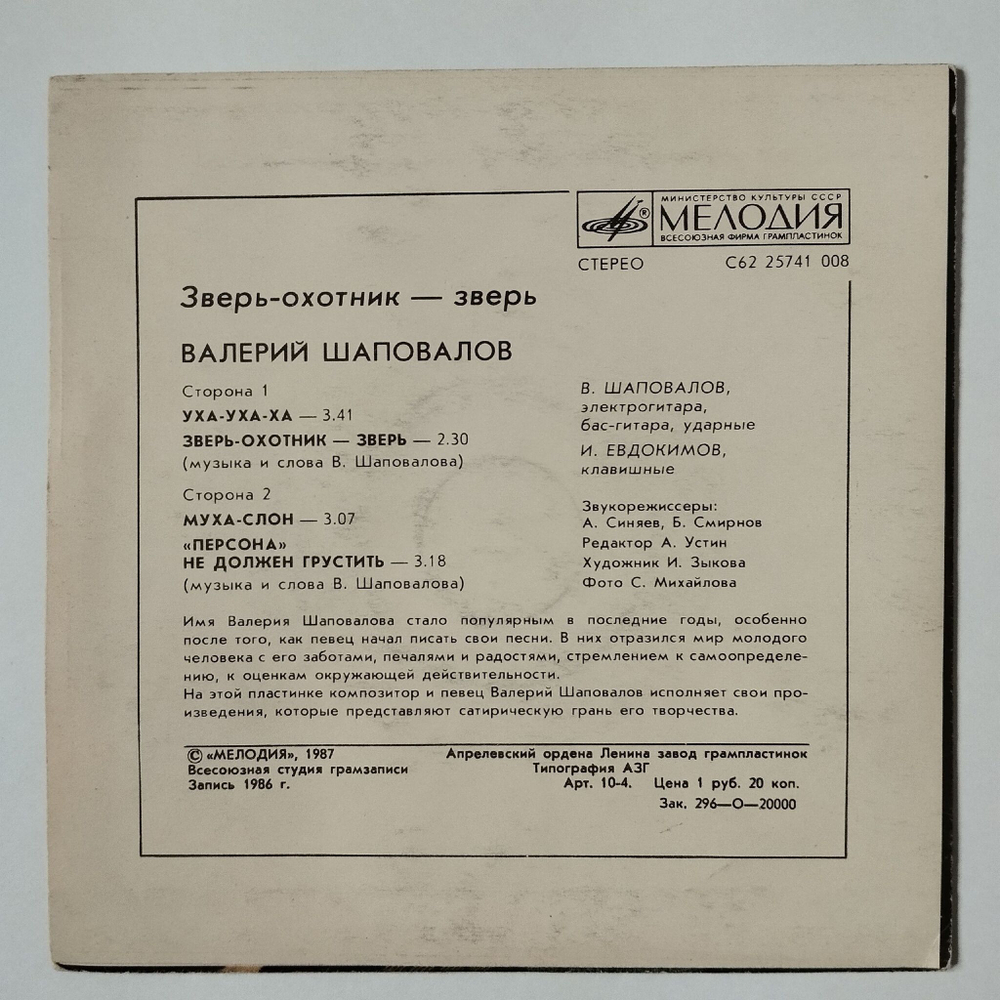 МИНИСТЕРСТВО КУЛЬТУРЫ СССР
МЕЛОДИЯ
®
ВСЕСОЮЗНАЯ ФИРМА ГРАМПЛАСТИНОК
СТЕРЕО С62 25741 008
Зверь-охотник — зверь
ВАЛЕРИЙ ШАПОВАЛОВ
Сторона 1
УХА-УХА-ХА — 3.41
ЗВЕРЬ-ОХОТНИК — ЗВЕРЬ — 2.30
(музыка и слова В. Шаповалова)
Сторона 2
МУХА-СЛОН — 3.07
«ПЕРСОНА»
НЕ ДОЛЖЕН ГРУСТИТЬ — 3.18
(музыка и слова В. Шаповалова)
В. ШАПОВАЛОВ,
электрогитара,
бас-гитара, ударные
И. ЕВДОКИМОВ,
клавишные
Звукорежиссеры:
А. Синяев, Б. Смирнов
Редактор А. Устин
Художник И. Зыкова
Фото С. Михайлова
Имя Валерия Шаповалова стало популярным в последние годы, особенно
после того, как певец начал писать свои песни. В них отразился мир молодого
человека с его заботами, печалями и радостями, стремлением к самоопределе-
нию, к оценкам окружающей действительности.
На этой пластинке композитор и певец Валерий Шаповалов исполняет свои про-
изведения, которые представляют сатирическую грань его творчества.
© «МЕЛОДИЯ», 1987
Всесоюзная студия грамзаписи
Запись 1986 г.
Апрелевский ордена Ленина завод грампластинок
Типография АЗГ
Арт. 10-4. Цена 1 руб. 20 коп.
Зак. 296—О—20000